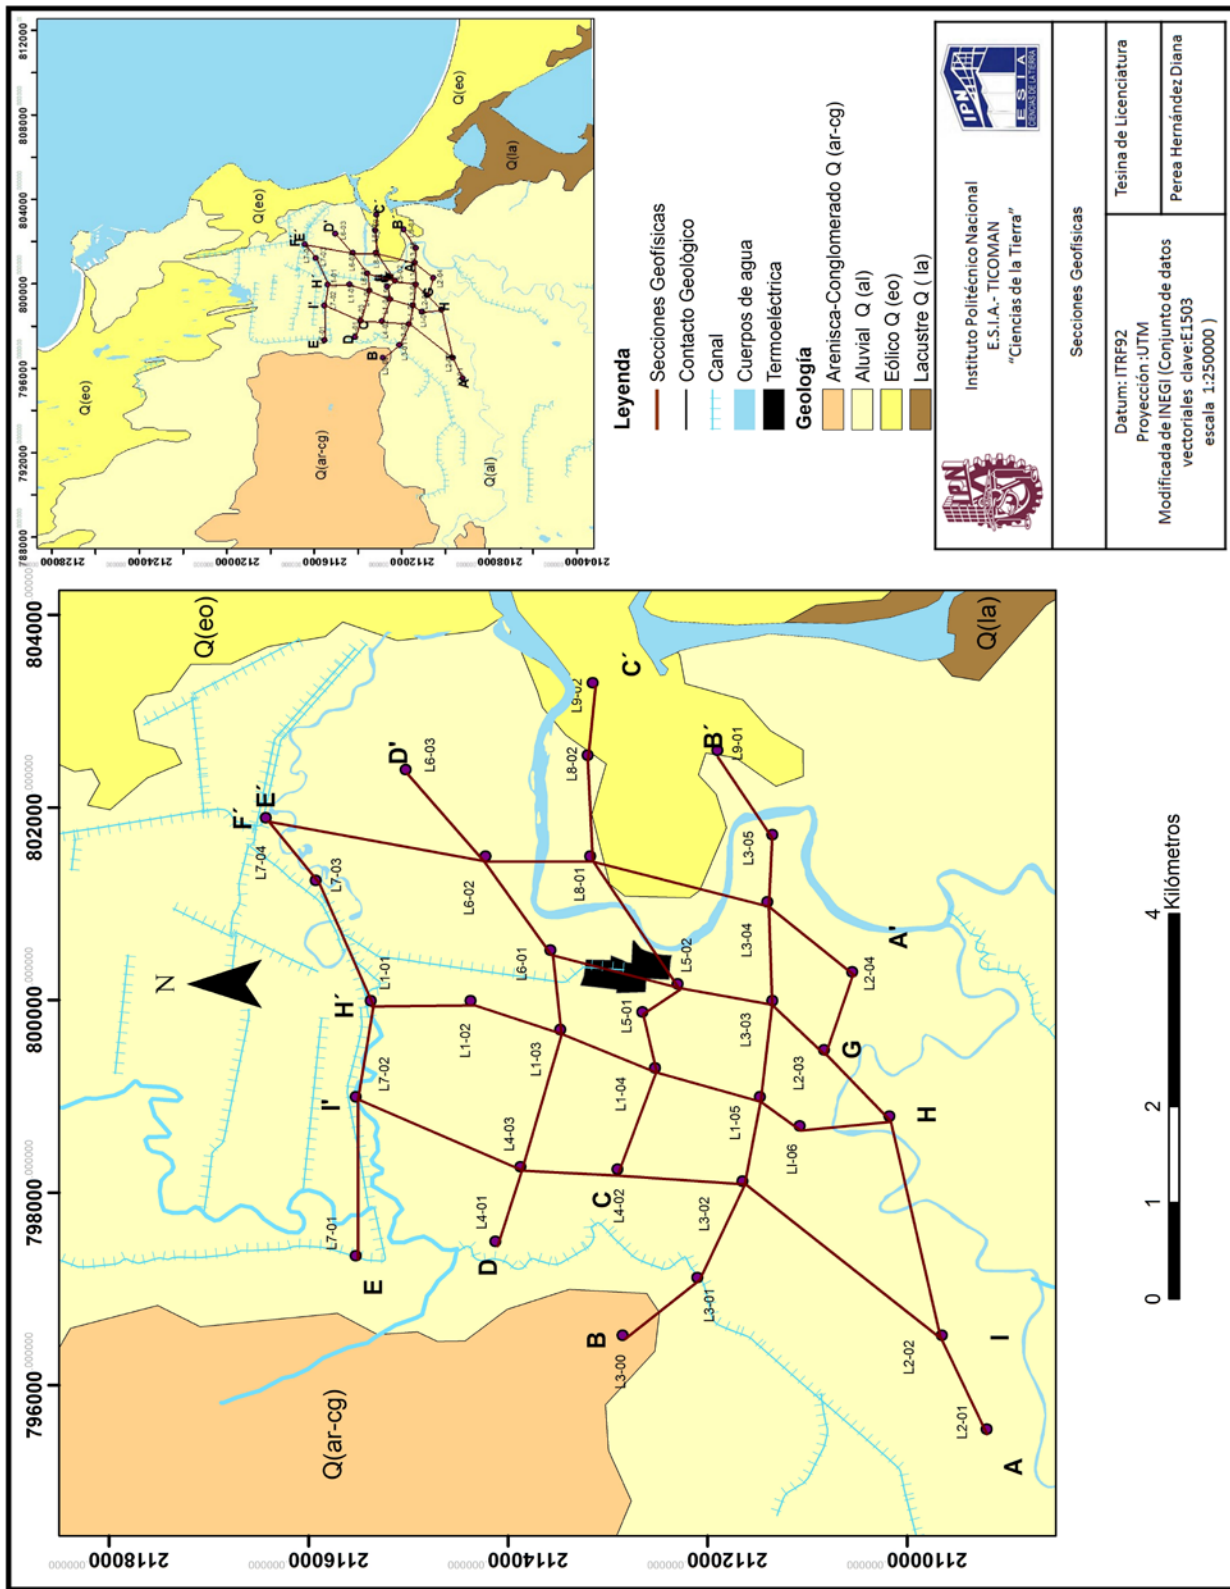 788000
792000
796000
800000
804000
808000
812000
2128000
2124000
2120000
2116000
2112000
2108000
2104000
Q(eo)
Q(eo)
Q(eo)
Q(ar-cg)
Q(al)
Q(la)
796000
798000
800000
802000
804000
2118000
2116000
2114000
2112000
2110000
N
Q(eo)
Q(ar-cg)
Q(la)
F´
E´
L7-04
L7-03
D'
L6-03
L6-02
H´
L1-01
L1-02
I'
L7-02
E
L7-01
L6-01
L1-03
L4-03
D
L4-01
C´
L9-02
L8-02
L8-01
B´
L9-01
L3-05
L3-04
L5-02
L5-01
L1-04
C
L4-02
L3-03
L1-05
L3-02
L3-01
B
L3-00
A'
L2-04
G
L2-03
LI-06
H
L2-02
I
L2-01
A
0
1
2
4
Kilómetros
Leyenda
Secciones Geofísicas
Contacto Geológico
Canal
Cuerpos de agua
Termoeléctrica
Geología
Arenisca-Conglomerado Q (ar-cg)
Aluvial Q (al)
Eólico Q (eo)
Lacustre Q ( la)
IPN
Instituto Politécnico Nacional
E.S.I.A.- TICOMAN
“Ciencias de la Tierra”
IPN
ESIA
CIENCIAS DE LA TIERRA
Secciones Geofísicas
Datum: ITRF92
Proyección :UTM
Modificada de INEGI (Conjunto de datos
vectoriales clave:E1503
escala 1:250000 )
Tesina de Licenciatura
Perea Hernández Diana